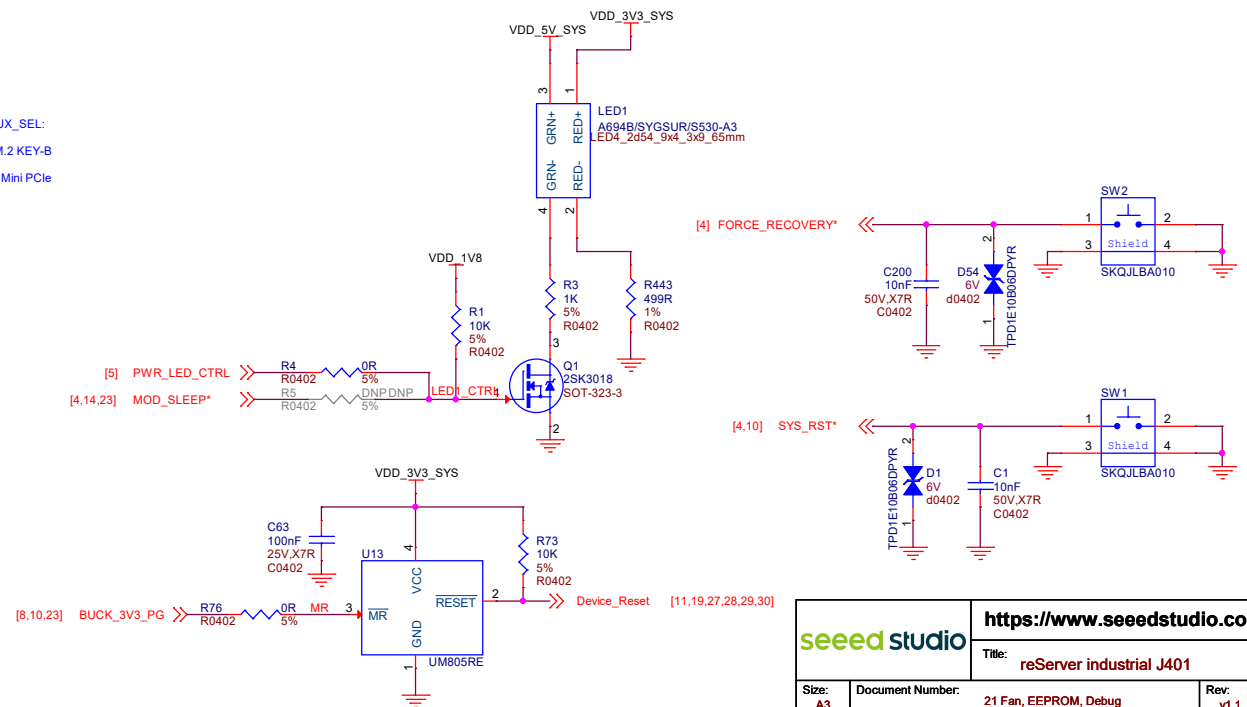 UX_SEL:
M.2 KEY-B
Mini PCIe
VDD_5V_SYS
VDD_3V3_SYS
3
1
GRN+
RED+
GRN-
RED-
4
2
LED1
A694B/SYGSUR/S530-A3
LED4_2d54_9x4_3x9_65mm
VDD_1V8
R1
10K
5%
R0402
R3
1K
5%
R0402
R443
499R
1%
R0402
[5] PWR_LED_CTRL
R4
0R
R0402
5%
[4,14,23] MOD_SLEEP*
R5
DNP DNP
R0402
5%
LED1_CTRL
1
3
Q1
2SK3018
SOT-323-3
2
[4] FORCE_RECOVERY*
C200
10nF
50V,X7R
C0402
2
D54
6V
d0402
1
TPD1E10B06DPYR
SW2
1
2
3
Shield
4
SKQJLBA010
[4,10] SYS_RST*
TPD1E10B06DPYR
2
D1
6V
d0402
1
C1
10nF
50V,X7R
C0402
SW1
1
2
3
Shield
4
SKQJLBA010
VDD_3V3_SYS
C63
100nF
25V,X7R
C0402
R73
10K
5%
R0402
U13
4
VCC
RESET
2
3
MR
GND
1
UM805RE
[8,10,23] BUCK_3V3_PG
R76
0R
R0402
5%
MR
Device_Reset [11,19,27,28,29,30]
seeed studio
https://www.seeedstudio.co
Title:
reServer industrial J401
Size:
A3
Document Number:
21 Fan, EEPROM, Debug
Rev:
v1.1